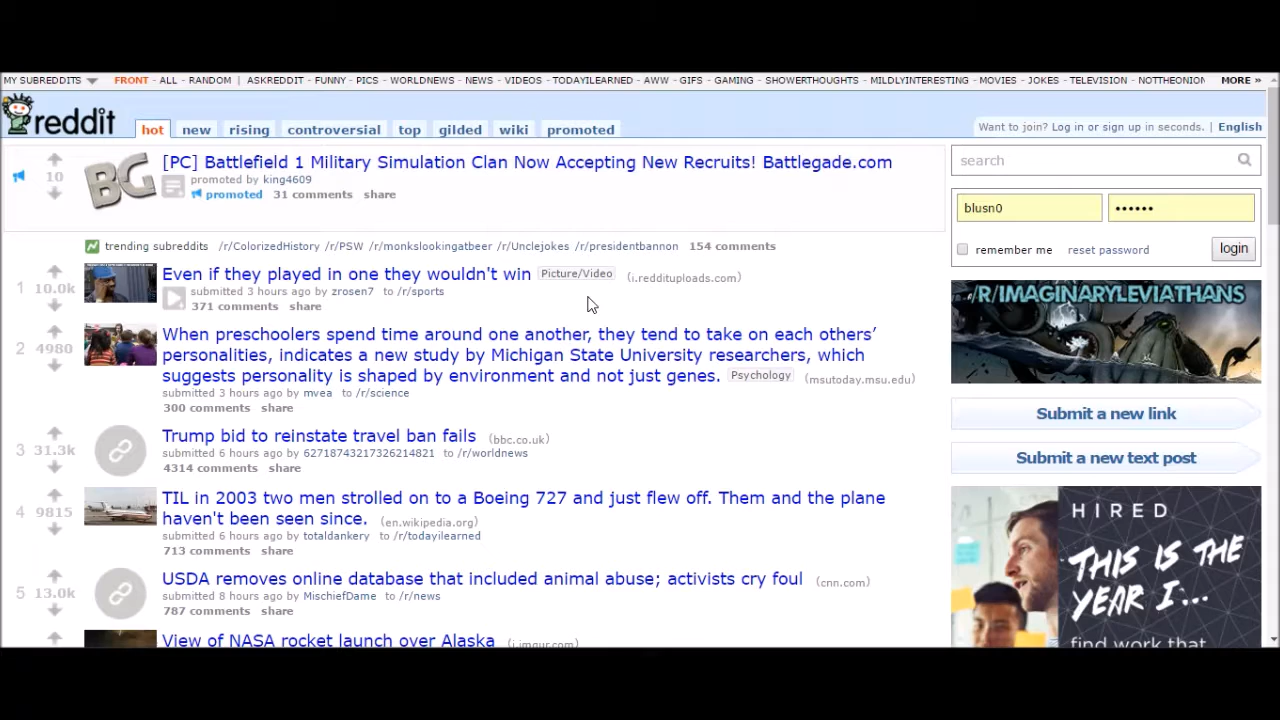 MY SUBREDDITS FRONT - ALL - RANDOM | ASKREDDIT - FUNNY - PICS - WORLDNEWS - NEWS - VIDEOS - TODAYILEARNED - AWW - GIFS - GAMING - SHOWERTHOUGHTS - MILDLYINTERESTING - MOVIES - JOKES - TELEVISION - NOTTHEONION MORE »
reddit hot new rising controversial top gilded wiki promoted
Want to join? Log in or sign up in seconds. | English
10
BG
[PC] Battlefield 1 Military Simulation Clan Now Accepting New Recruits! Battlegade.com
promoted by king4609
promoted 31 comments share
trending subreddits /r/ColorizedHistory /r/PSW /r/monkslookingatbeer /r/Unclejokes /r/presidentbannon 154 comments
1 10.0k
Even if they played in one they wouldn't win Picture/Video (i.reddituploads.com)
submitted 3 hours ago by zrosen7 to /r/sports
371 comments share
2 4980
When preschoolers spend time around one another, they tend to take on each others'
personalities, indicates a new study by Michigan State University researchers, which
suggests personality is shaped by environment and not just genes. Psychology (msutoday.msu.edu)
submitted 3 hours ago by mvea to /r/science
300 comments share
3 31.3k
Trump bid to reinstate travel ban fails (bbc.co.uk)
submitted 6 hours ago by 62718743217326214821 to /r/worldnews
4314 comments share
4 9815
TIL in 2003 two men strolled on to a Boeing 727 and just flew off. Them and the plane
haven't been seen since. (en.wikipedia.org)
submitted 6 hours ago by totaldankery to /r/todayilearned
713 comments share
5 13.0k
USDA removes online database that included animal abuse; activists cry foul (cnn.com)
submitted 8 hours ago by MischiefDame to /r/news
787 comments share
View of NASA rocket launch over Alaska (i.imgur.com)
search
blusn0 ••••••
remember me reset password login
/R/IMAGINARYLEVIATHANS
Submit a new link
Submit a new text post
HIRED
THIS IS THE
YEAR I...
find work that